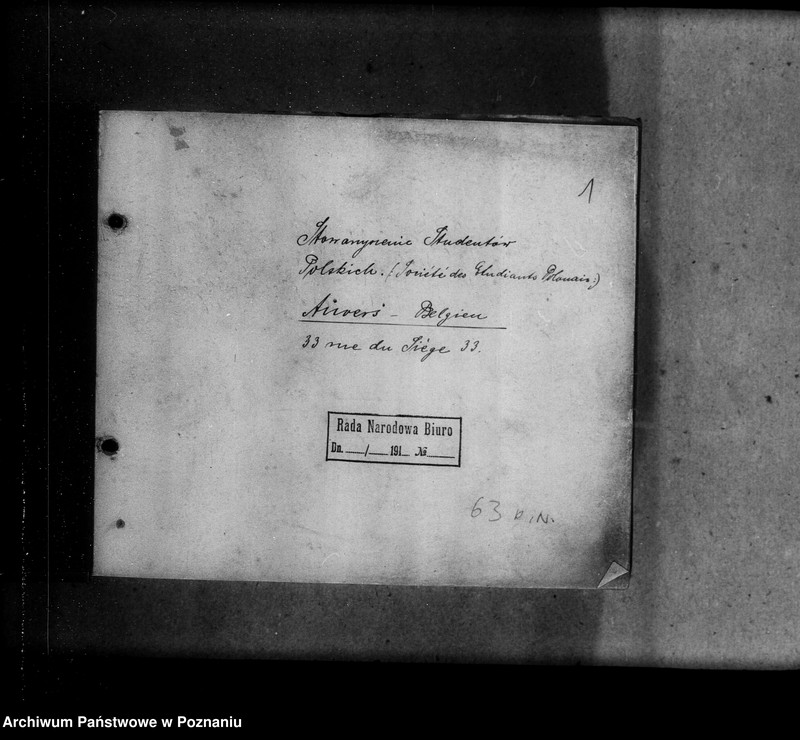 1
Stowarzyszenie Studentów
Polskich. (Société des Etudiants Polonais.)
Anvers - Belgien
33 rue du Siège 33.
Rada Narodowa Biuro
Dn. / 191 №
63 R.N.
Archiwum Państwowe w Poznaniu